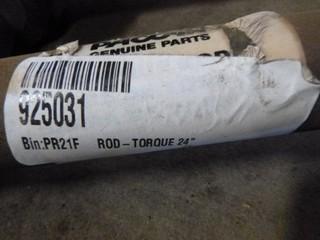 GENUINE PARTS
925031
Bin:PR21F ROD-TORQUE 24"